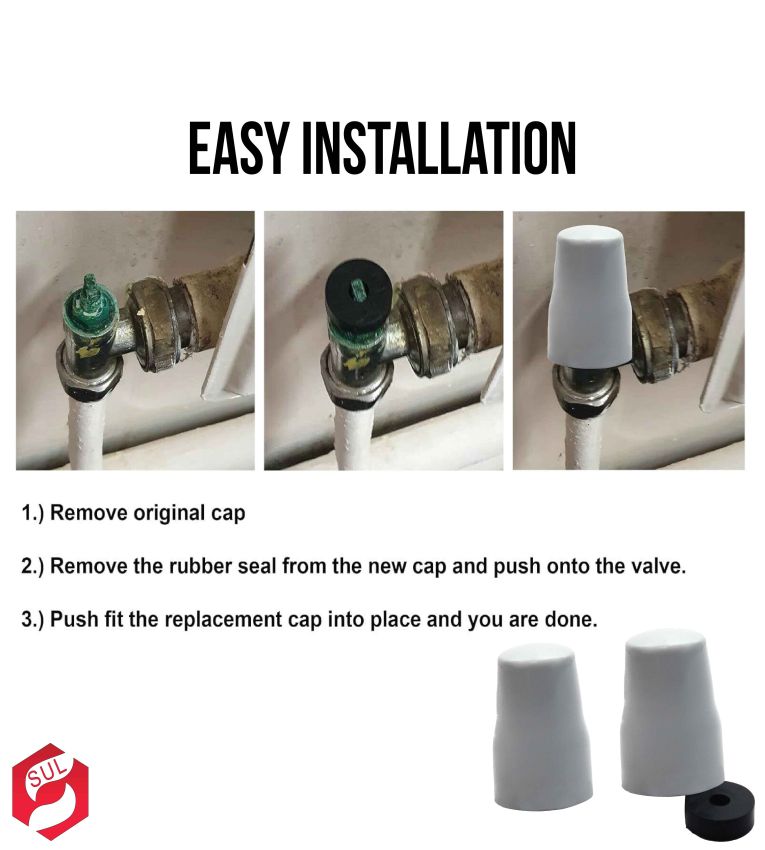 EASY INSTALLATION
1.) Remove original cap
2.) Remove the rubber seal from the new cap and push onto the valve.
3.) Push fit the replacement cap into place and you are done.
SUL